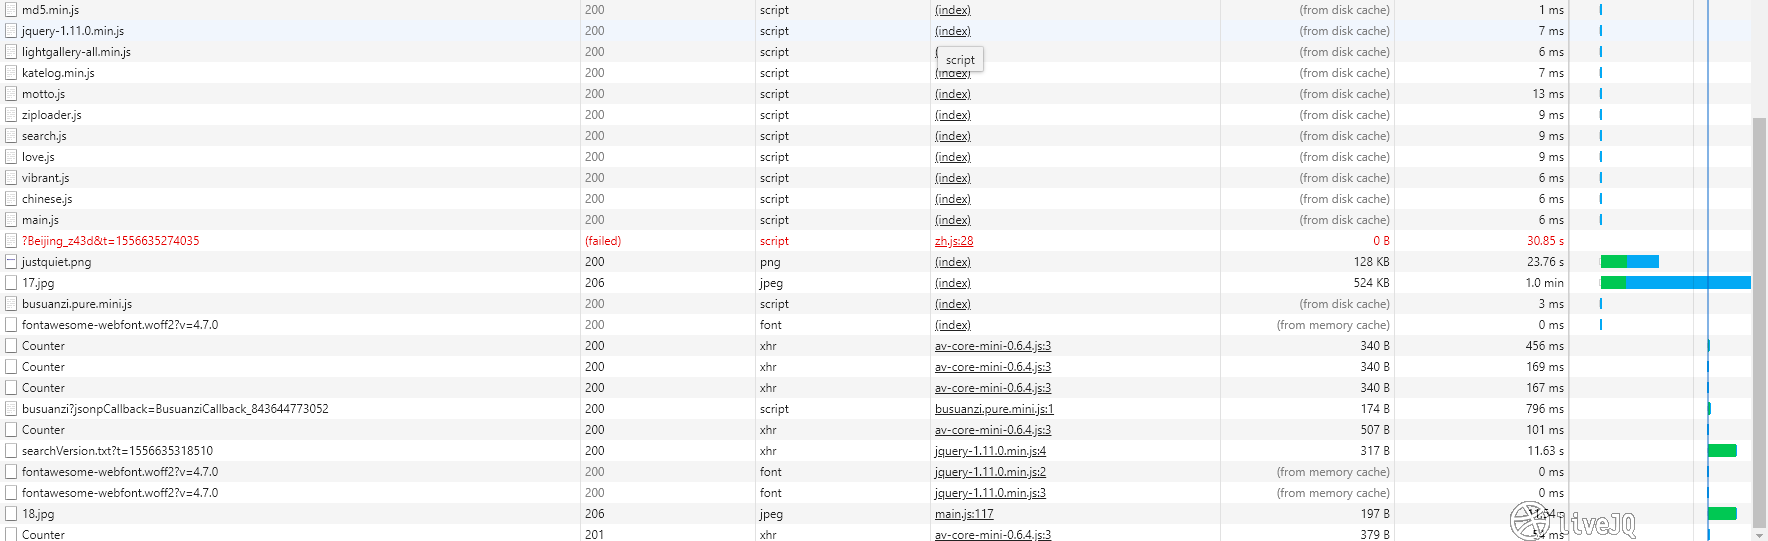 md5.min.js 200 script (index) (from disk cache) 1 ms
jquery-1.11.0.min.js 200 script (index) (from disk cache) 7 ms
lightgallery-all.min.js 200 script (from disk cache) 6 ms
script
katelog.min.js 200 script (index) (from disk cache) 7 ms
motto.js 200 script (index) (from disk cache) 13 ms
ziploader.js 200 script (index) (from disk cache) 9 ms
search.js 200 script (index) (from disk cache) 9 ms
love.js 200 script (index) (from disk cache) 9 ms
vibrant.js 200 script (index) (from disk cache) 6 ms
chinese.js 200 script (index) (from disk cache) 6 ms
main.js 200 script (index) (from disk cache) 6 ms
?Beijing_z43d&t=1556635274035 (failed) script zh.js:28 0 B 30.85 s
justquiet.png 200 png (index) 128 KB 23.76 s
17.jpg 206 jpeg (index) 524 KB 1.0 min
busuanzi.pure.mini.js 200 script (index) (from disk cache) 3 ms
fontawesome-webfont.woff2?v=4.7.0 200 font (index) (from memory cache) 0 ms
Counter 200 xhr av-core-mini-0.6.4.js:3 340 B 456 ms
Counter 200 xhr av-core-mini-0.6.4.js:3 340 B 169 ms
Counter 200 xhr av-core-mini-0.6.4.js:3 340 B 167 ms
busuanzi?jsonpCallback=BusuanziCallback_843644773052 200 script busuanzi.pure.mini.js:1 174 B 796 ms
Counter 200 xhr av-core-mini-0.6.4.js:3 507 B 101 ms
searchVersion.txt?t=1556635318510 200 xhr jquery-1.11.0.min.js:4 317 B 11.63 s
fontawesome-webfont.woff2?v=4.7.0 200 font jquery-1.11.0.min.js:2 (from memory cache) 0 ms
fontawesome-webfont.woff2?v=4.7.0 200 font jquery-1.11.0.min.js:3 (from memory cache) 0 ms
18.jpg 206 jpeg main.js:117 197 B
Counter 201 xhr av-core-mini-0.6.4.js:3 379 B ms
liveJQ